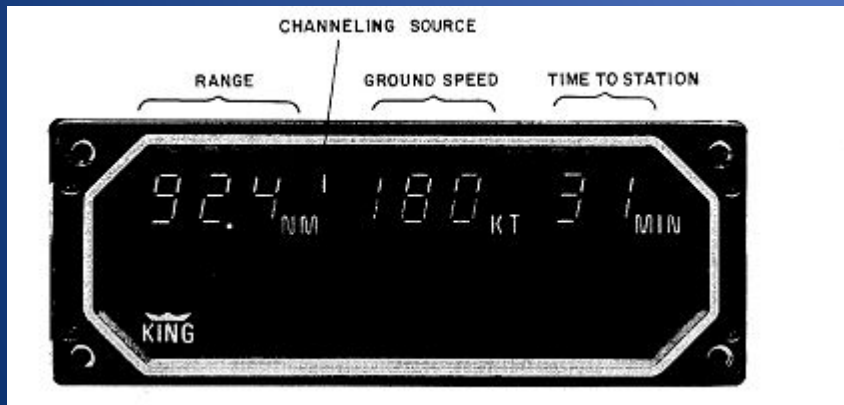 CHANNELING SOURCE
RANGE GROUND SPEED TIME TO STATION
92.4 NM ' 180 KT 31 MIN
KING